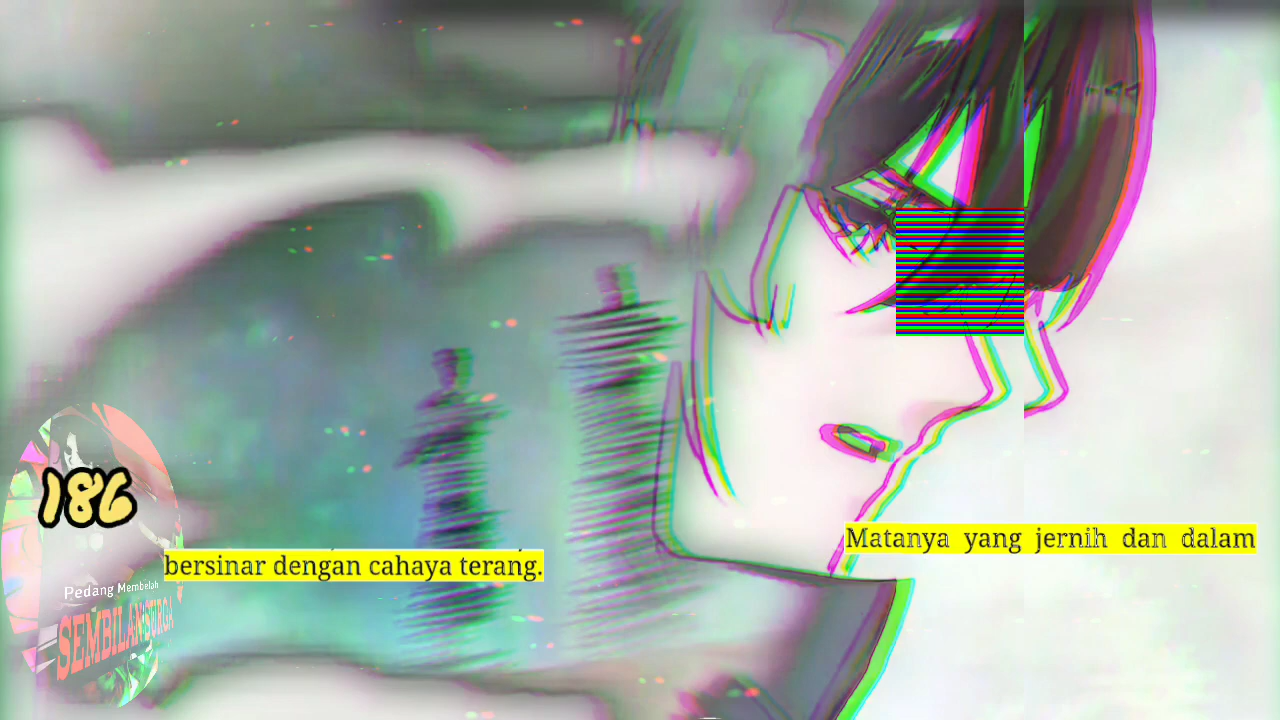 Matanya yang jernih dan dalam
bersinar dengan cahaya terang.
186
Pedang Membelah
SEMBILAN SURGA